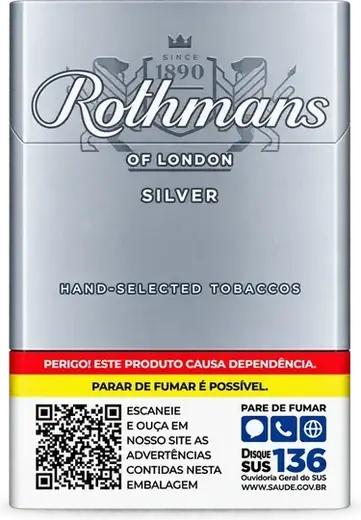 SINCE
1890
Rothmans
OF LONDON
SILVER
HAND-SELECTED TOBACCOS
PERIGO! ESTE PRODUTO CAUSA DEPENDÊNCIA.
PARAR DE FUMAR É POSSÍVEL.
ESCANEIE
E OUÇA EM
NOSSO SITE AS
ADVERTÊNCIAS
CONTIDAS NESTA
EMBALAGEM
PARE DE FUMAR
DISQUE
SUS 136
Ouvidoria Geral do SUS
WWW.SAUDE.GOV.BR